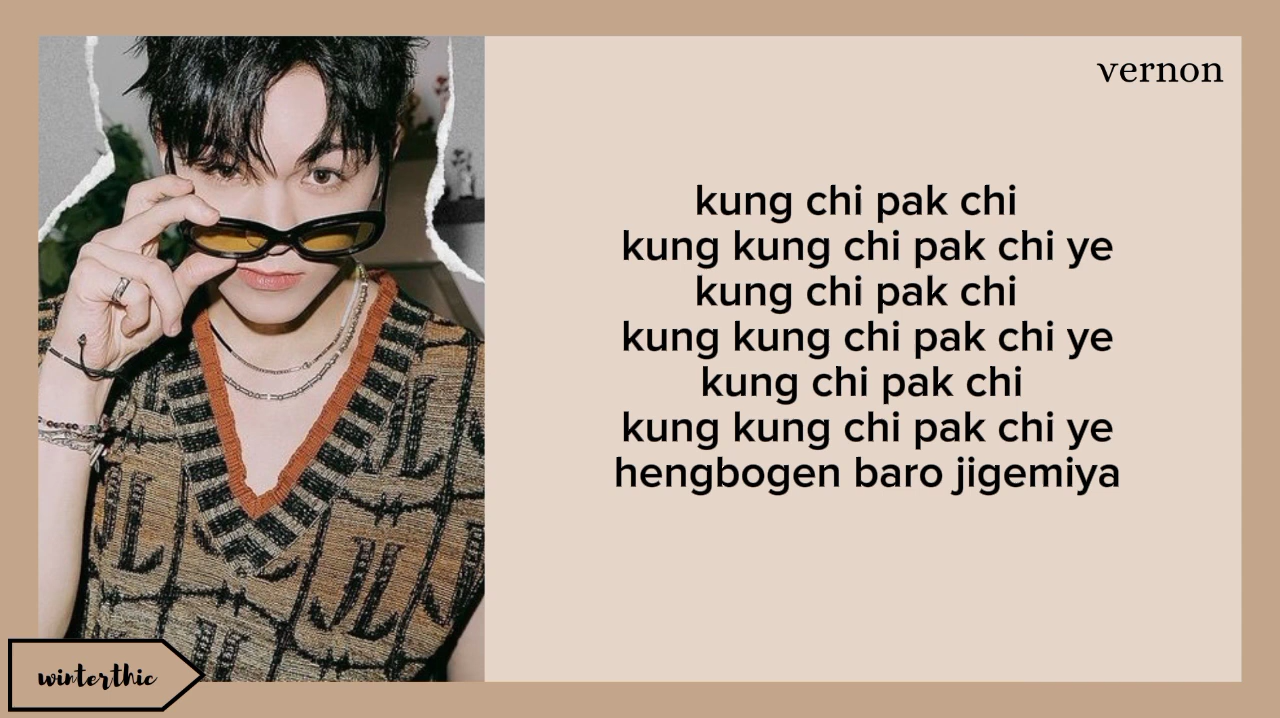 vernon
kung chi pak chi
kung kung chi pak chi ye
kung chi pak chi
kung kung chi pak chi ye
kung chi pak chi
kung kung chi pak chi ye
hengbogen baro jigemiya
winterthic